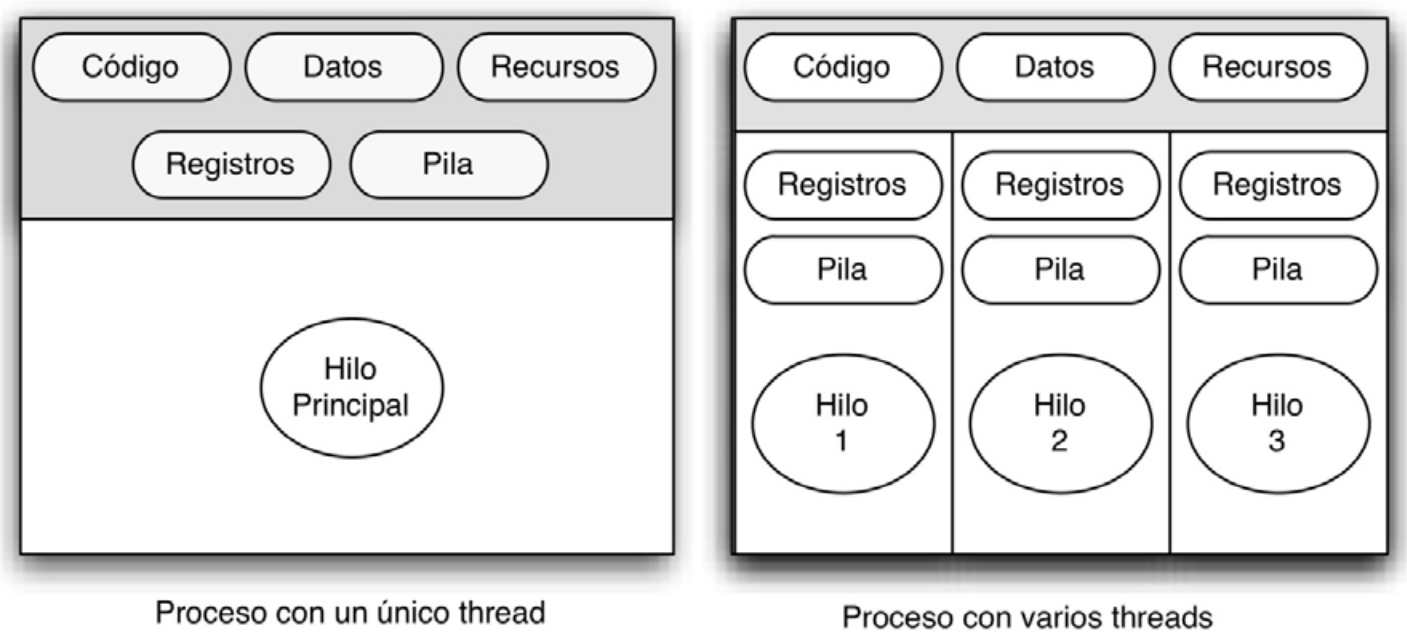 Código
Datos
Recursos
Registros
Pila
Hilo
Principal
Proceso con un único thread
Código
Datos
Recursos
Registros
Registros
Registros
Pila
Pila
Pila
Hilo
1
Hilo
2
Hilo
3
Proceso con varios threads